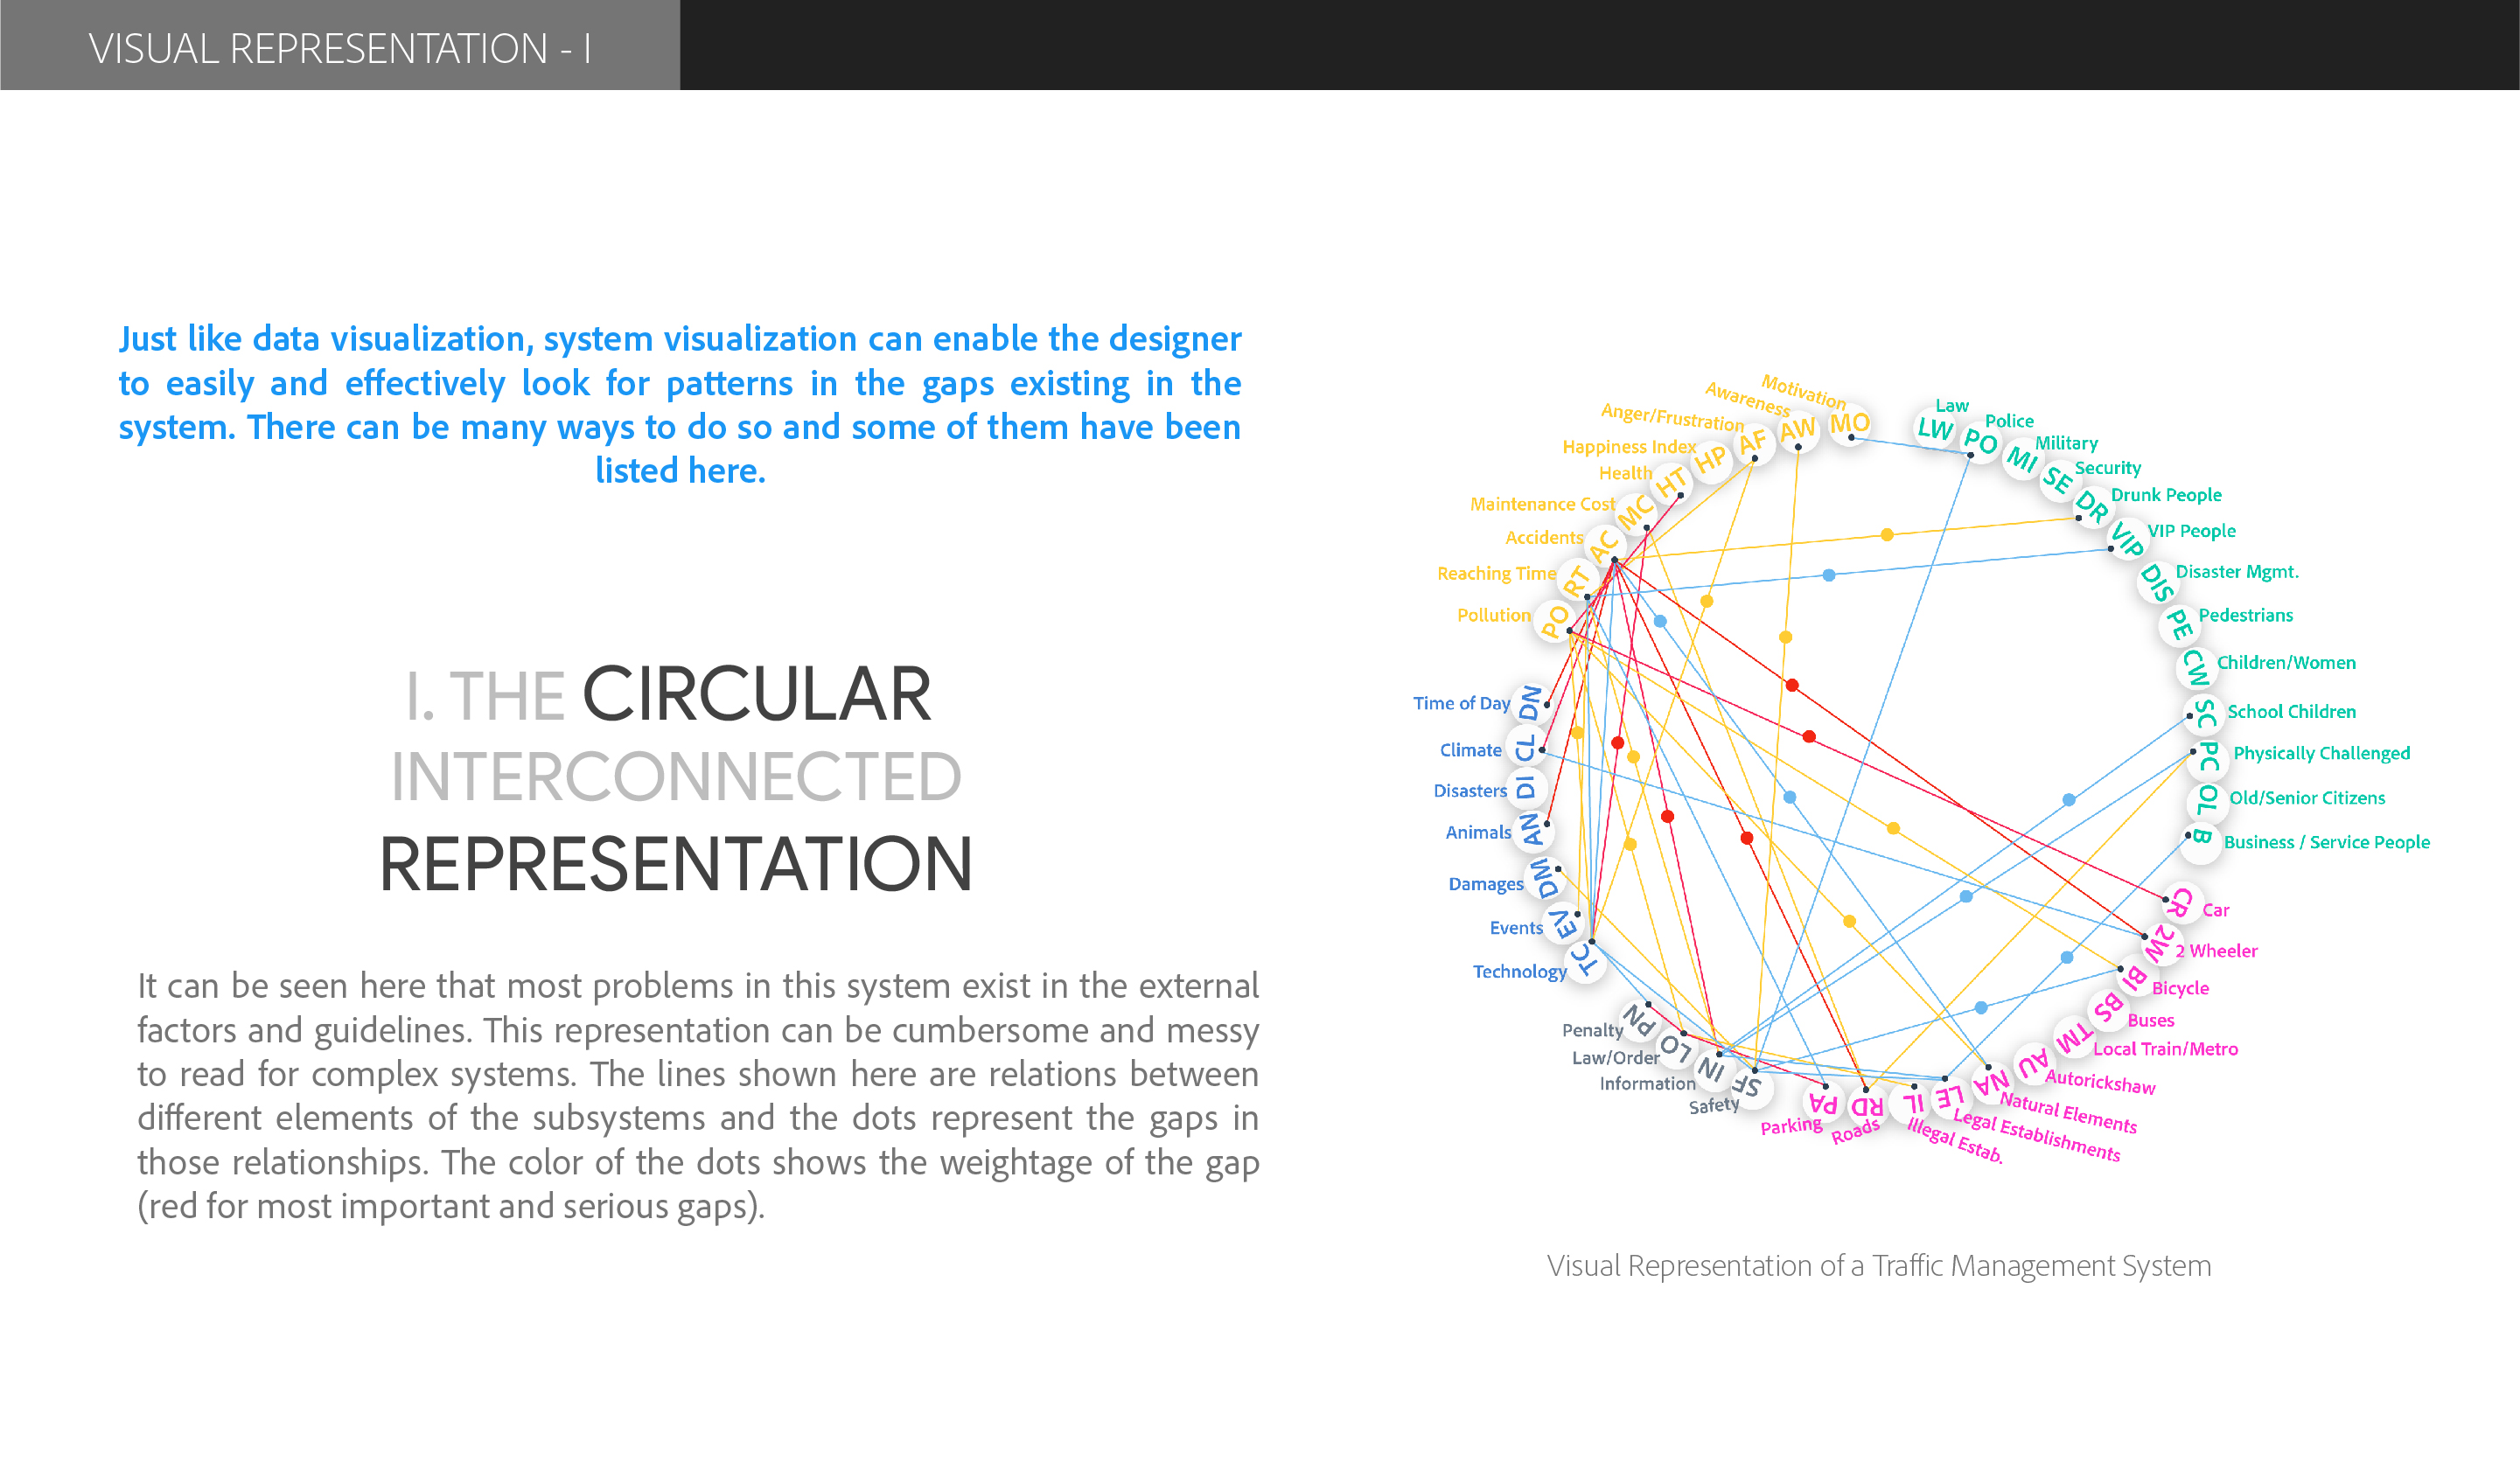 VISUAL REPRESENTATION - I
Just like data visualization, system visualization can enable the designer
to easily and effectively look for patterns in the gaps existing in the
system. There can be many ways to do so and some of them have been
listed here.
I. THE CIRCULAR
INTERCONNECTED
REPRESENTATION
It can be seen here that most problems in this system exist in the external
factors and guidelines. This representation can be cumbersome and messy
to read for complex systems. The lines shown here are relations between
different elements of the subsystems and the dots represent the gaps in
those relationships. The color of the dots shows the weightage of the gap
(red for most important and serious gaps).
Motivation MO
Awareness AW
Anger/Frustration AF
Happiness Index HP
Health HT
Maintenance Cost MC
Accidents AC
Reaching Time RT
Pollution PO
Law LW
Police PO
Military MI
Security SE
Drunk People DR
VIP People VIP
Disaster Mgmt. DIS
Pedestrians PE
Children/Women CW
School Children SC
Physically Challenged PC
Old/Senior Citizens OL
Business / Service People B
Car CR
2 Wheeler 2W
Bicycle BI
Buses BS
Local Train/Metro TM
Autorickshaw AU
Natural Elements NA
Legal Establishments LE
Illegal Estab. IL
Roads RD
Parking PA
Time of Day DN
Climate CL
Disasters DI
Animals AN
Damages DM
Events EV
Technology TC
Penalty PN
Law/Order LO
Information IN
Safety SF
Visual Representation of a Traffic Management System